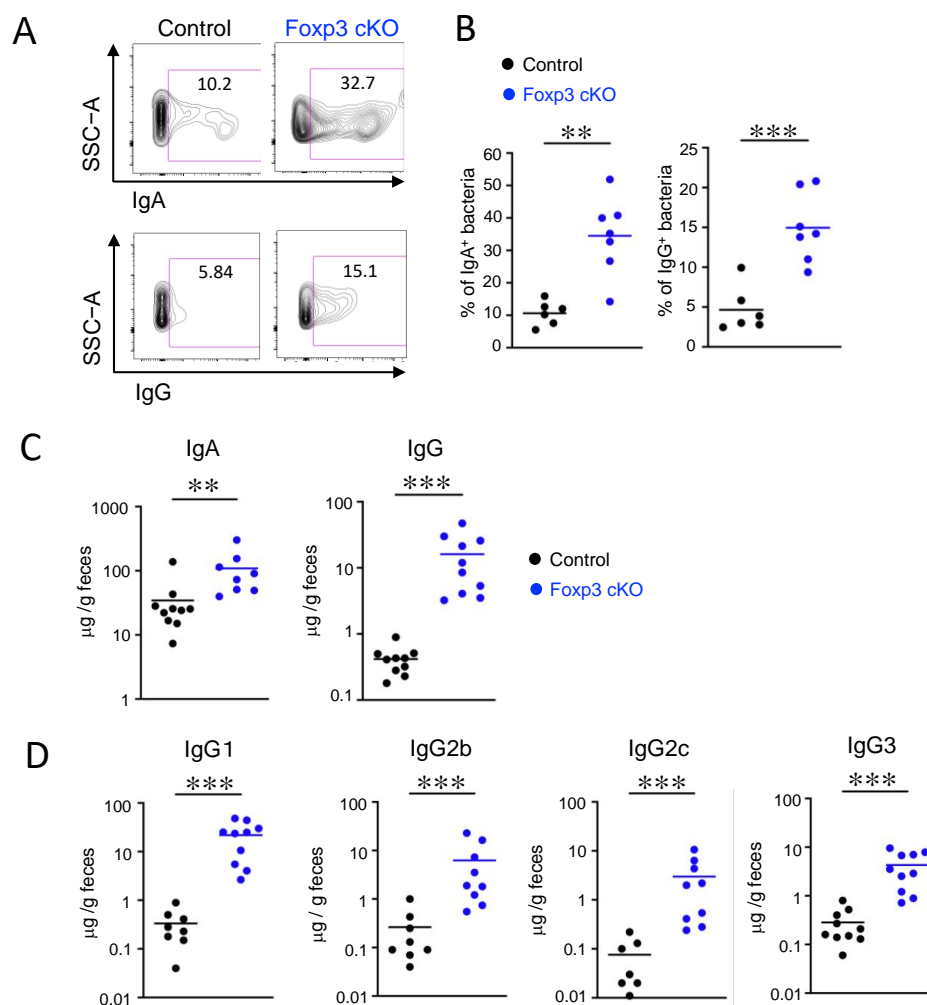 A
Control
Foxp3 cKO
10.2
32.7
SSC−A
IgA
5.84
15.1
SSC−A
IgG
B
Control
Foxp3 cKO
**
60
50
40
30
20
10
0
% of IgA⁺ bacteria
***
25
20
15
10
5
0
% of IgG⁺ bacteria
C
IgA
**
1000
100
10
1
μg /g feces
IgG
***
100
10
1
0.1
μg /g feces
Control
Foxp3 cKO
D
IgG1
***
100
10
1
0.1
0.01
μg /g feces
IgG2b
***
100
10
1
0.1
0.01
μg / g feces
IgG2c
***
100
10
1
0.1
0.01
μg /g feces
IgG3
***
100
10
1
0.1
0.01
μg /g feces